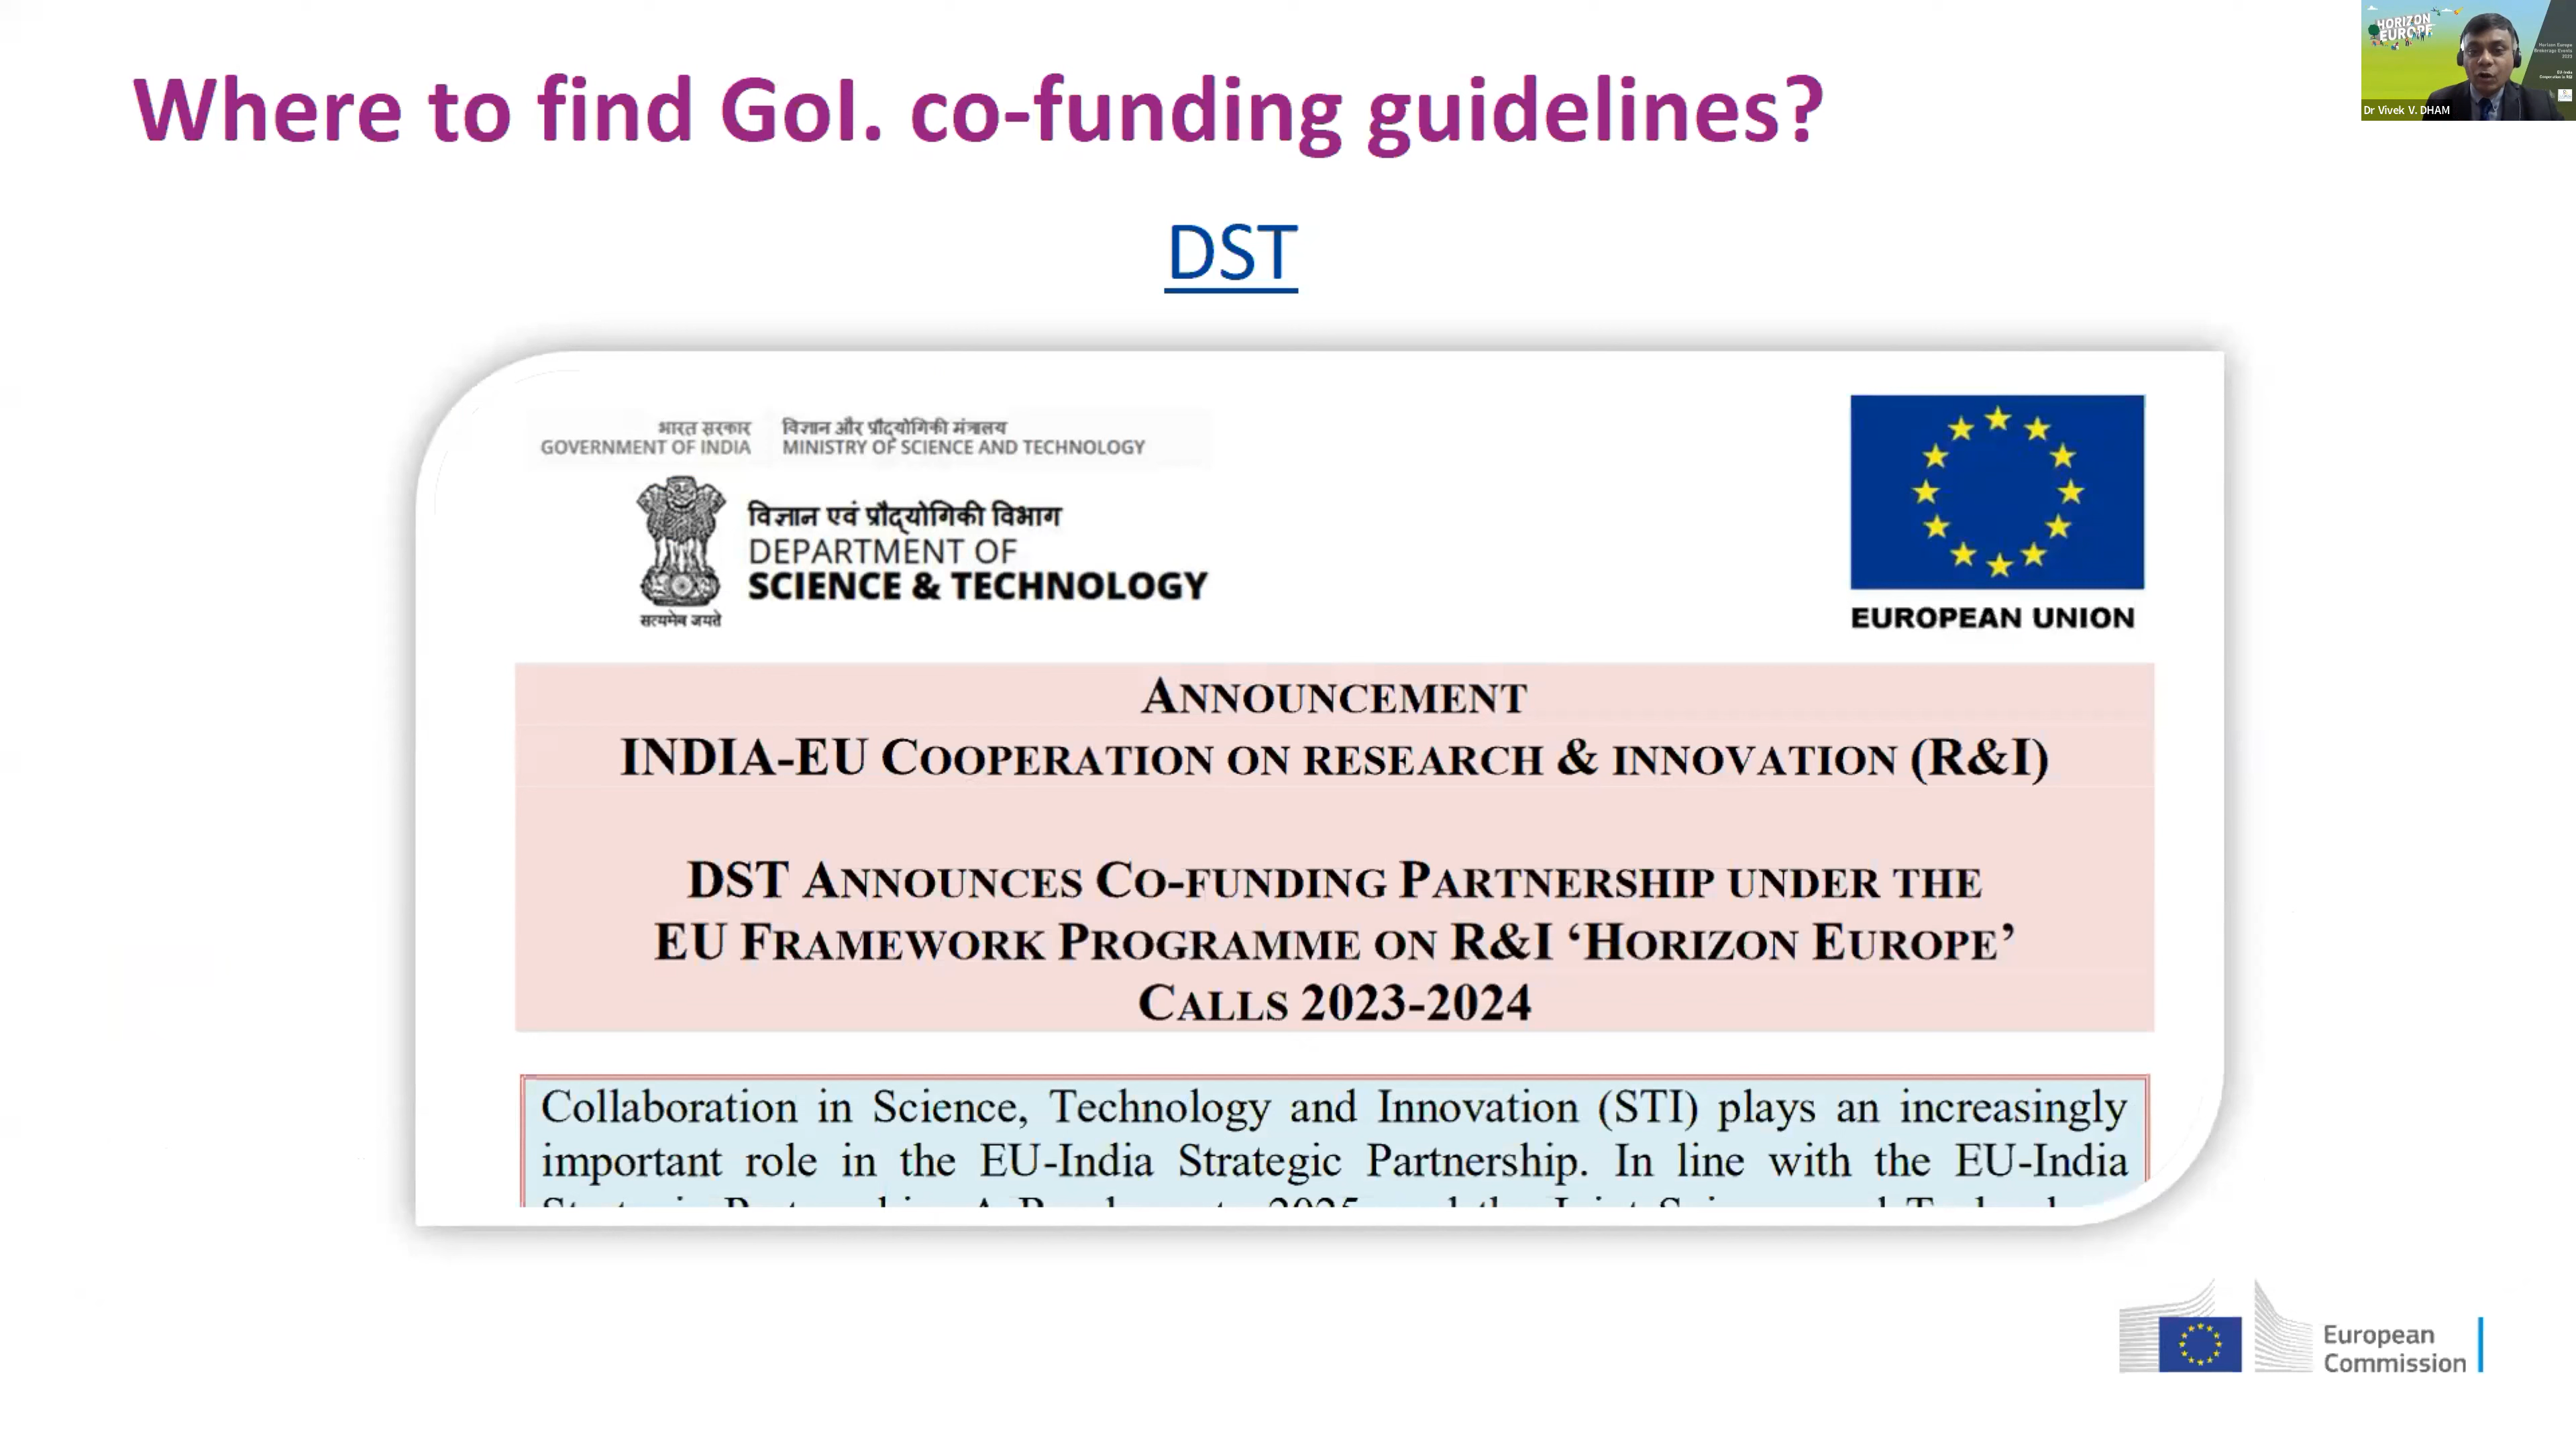 Where to find GoI. co-funding guidelines?
HORIZON
EUROPE
Dr Vivek V. DHAM
DST
भारत सरकार
GOVERNMENT OF INDIA
विज्ञान और प्रौद्योगिकी मंत्रालय
MINISTRY OF SCIENCE AND TECHNOLOGY
विज्ञान एवं प्रौद्योगिकी विभाग
DEPARTMENT OF
SCIENCE & TECHNOLOGY
सत्यमेव जयते
EUROPEAN UNION
ANNOUNCEMENT
INDIA-EU COOPERATION ON RESEARCH & INNOVATION (R&I)
DST ANNOUNCES CO-FUNDING PARTNERSHIP UNDER THE
EU FRAMEWORK PROGRAMME ON R&I ‘HORIZON EUROPE’
CALLS 2023-2024
Collaboration in Science, Technology and Innovation (STI) plays an increasingly
important role in the EU-India Strategic Partnership. In line with the EU-India
European
Commission